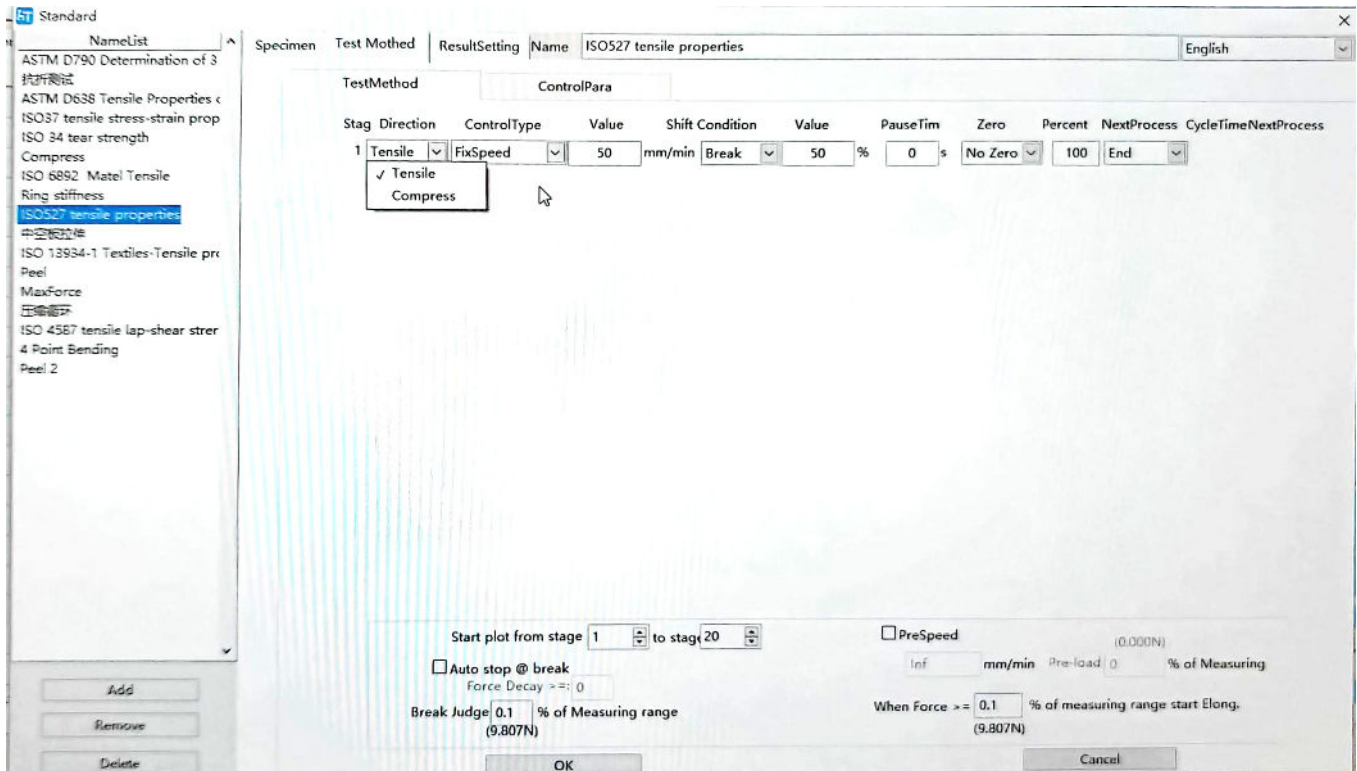 Standard
NameList
ASTM D790 Determination of 3
抗折测试
ASTM D638 Tensile Properties c
ISO37 tensile stress-strain prop
ISO 34 tear strength
Compress
ISO 6892 Matel Tensile
Ring stiffness
ISO527 tensile properties
中空板拉伸
ISO 13934-1 Textiles-Tensile pro
Peel
MaxForce
压缩循环
ISO 4587 tensile lap-shear strer
4 Point Bending
Peel 2
Add
Remove
Delete
Specimen Test Mothed ResultSetting Name ISO527 tensile properties English
TestMethod ControlPara
Stag Direction ControlType Value Shift Condition Value PauseTim Zero Percent NextProcess CycleTimeNextProcess
1 Tensile FixSpeed 50 mm/min Break 50 % 0 s No Zero 100 End
✓ Tensile
Compress
Start plot from stage 1 to stage 20
Auto stop @ break
Force Decay >=: 0
Break Judge 0.1 % of Measuring range
(9.807N)
PreSpeed (0.000N)
Inf mm/min Pre-load 0 % of Measuring
When Force >= 0.1 % of measuring range start Elong.
(9.807N)
OK Cancel